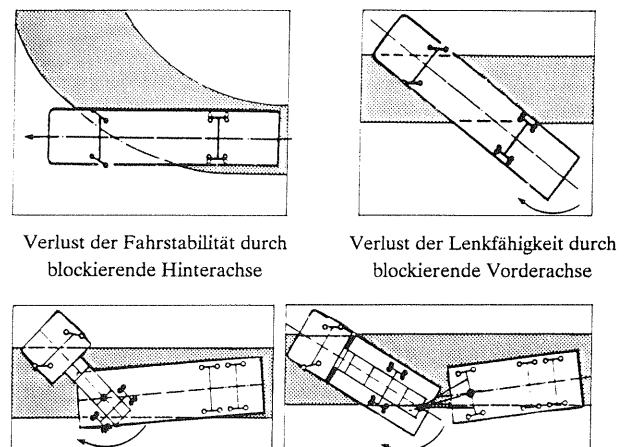 Verlust der Fahrstabilität durch
blockierende Hinterachse
Verlust der Lenkfähigkeit durch
blockierende Vorderachse